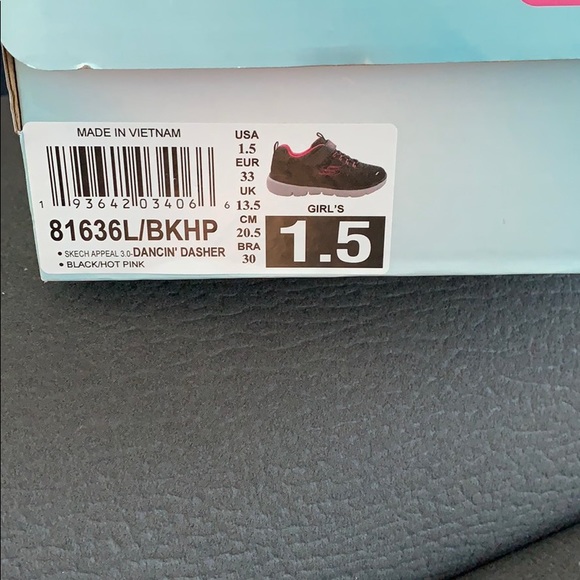 MADE IN VIETNAM
1 93642 03406 6
81636L/BKHP
• SKECH APPEAL 3.0-DANCIN' DASHER
• BLACK/HOT PINK
USA
1.5
EUR
33
UK
13.5
CM
20.5
BRA
30
GIRL'S
1.5